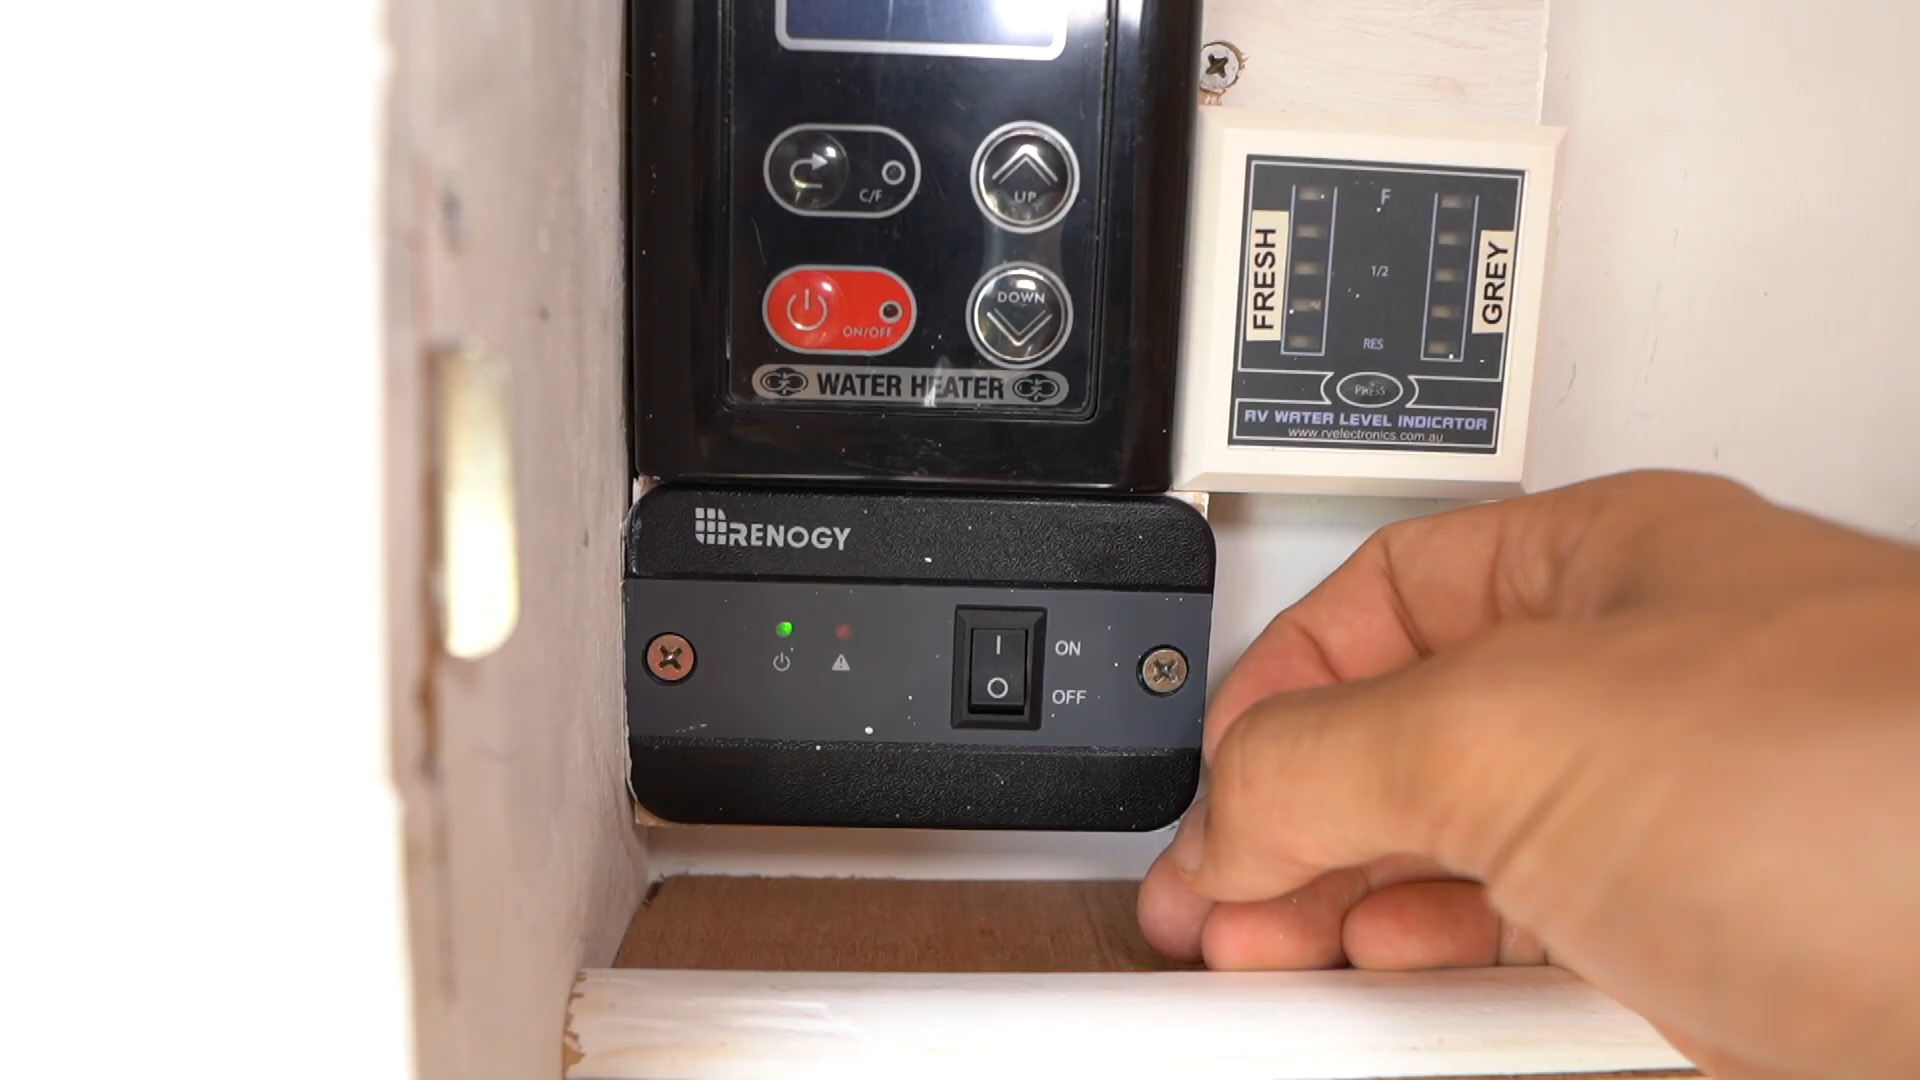 C/F
UP
ON/OFF
DOWN
WATER HEATER
FRESH
F
1/2
RES
GREY
PRESS
RV WATER LEVEL INDICATOR
www.rvelectronics.com.au
RENOGY
I
ON
O
OFF